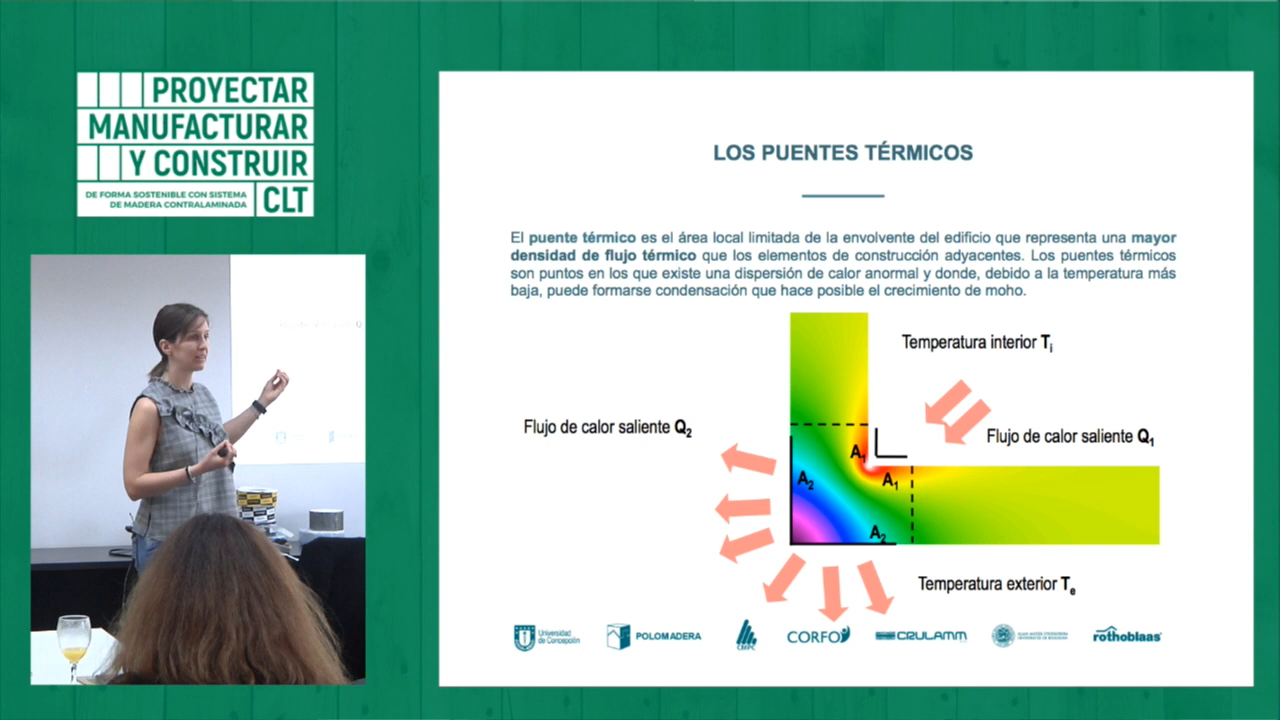 PROYECTAR
MANUFACTURAR
Y CONSTRUIR
DE FORMA SOSTENIBLE CON SISTEMA
DE MADERA CONTRALAMINADA
CLT
LOS PUENTES TÉRMICOS
El puente térmico es el área local limitada de la envolvente del edificio que representa una mayor
densidad de flujo térmico que los elementos de construcción adyacentes. Los puentes térmicos
son puntos en los que existe una dispersión de calor anormal y donde, debido a la temperatura más
baja, puede formarse condensación que hace posible el crecimiento de moho.
Temperatura interior Ti
Flujo de calor saliente Q2
Flujo de calor saliente Q1
A1
A2
A1
A2
Temperatura exterior Te
Universidad
de Concepción
POLOMADERA
CMPC
CORFO
CRULAMM
rothoblaas